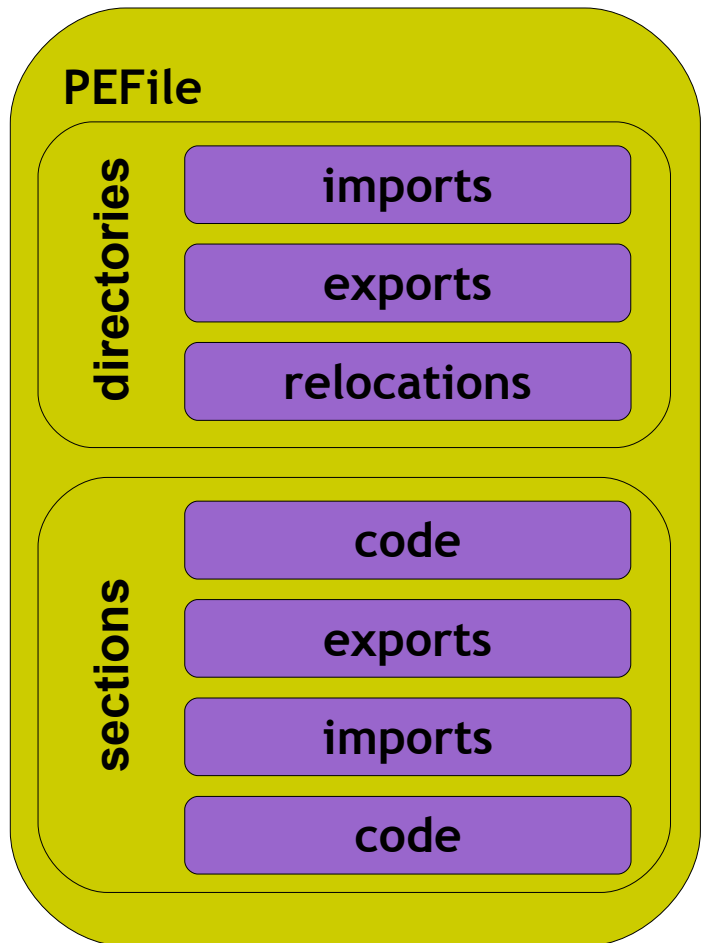 PEFile
directories
imports
exports
relocations
sections
code
exports
imports
code